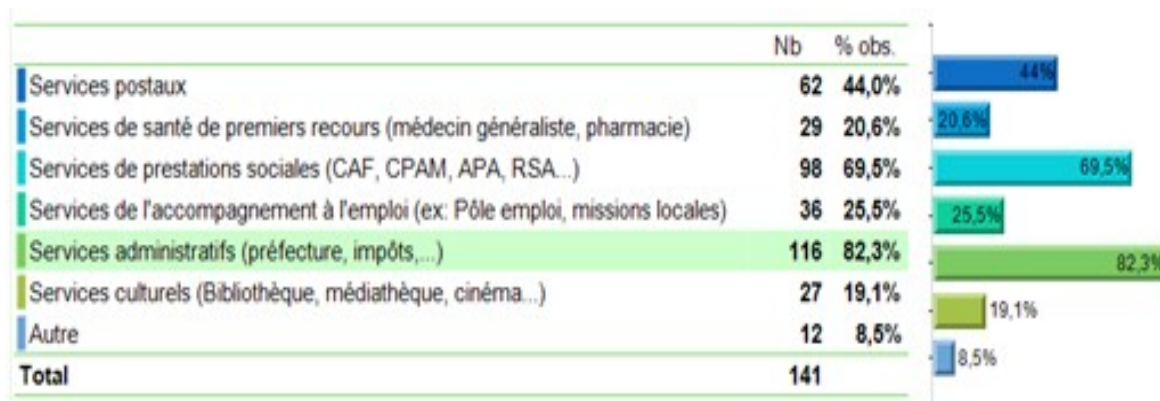 Nb % obs.
Services postaux 62 44,0% 44%
Services de santé de premiers recours (médecin généraliste, pharmacie) 29 20,6% 20,6%
Services de prestations sociales (CAF, CPAM, APA, RSA...) 98 69,5% 69,5%
Services de l'accompagnement à l'emploi (ex: Pôle emploi, missions locales) 36 25,5% 25,5%
Services administratifs (préfecture, impôts,...) 116 82,3% 82,3%
Services culturels (Bibliothèque, médiathèque, cinéma...) 27 19,1% 19,1%
Autre 12 8,5% 8,5%
Total 141